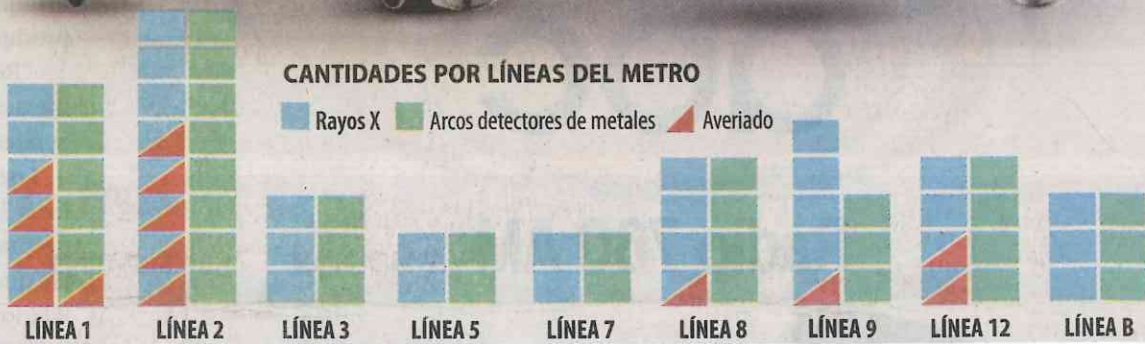 CANTIDADES POR LÍNEAS DEL METRO
Rayos X Arcos detectores de metales Averiado
LÍNEA 1 LÍNEA 2 LÍNEA 3 LÍNEA 5 LÍNEA 7 LÍNEA 8 LÍNEA 9 LÍNEA 12 LÍNEA B